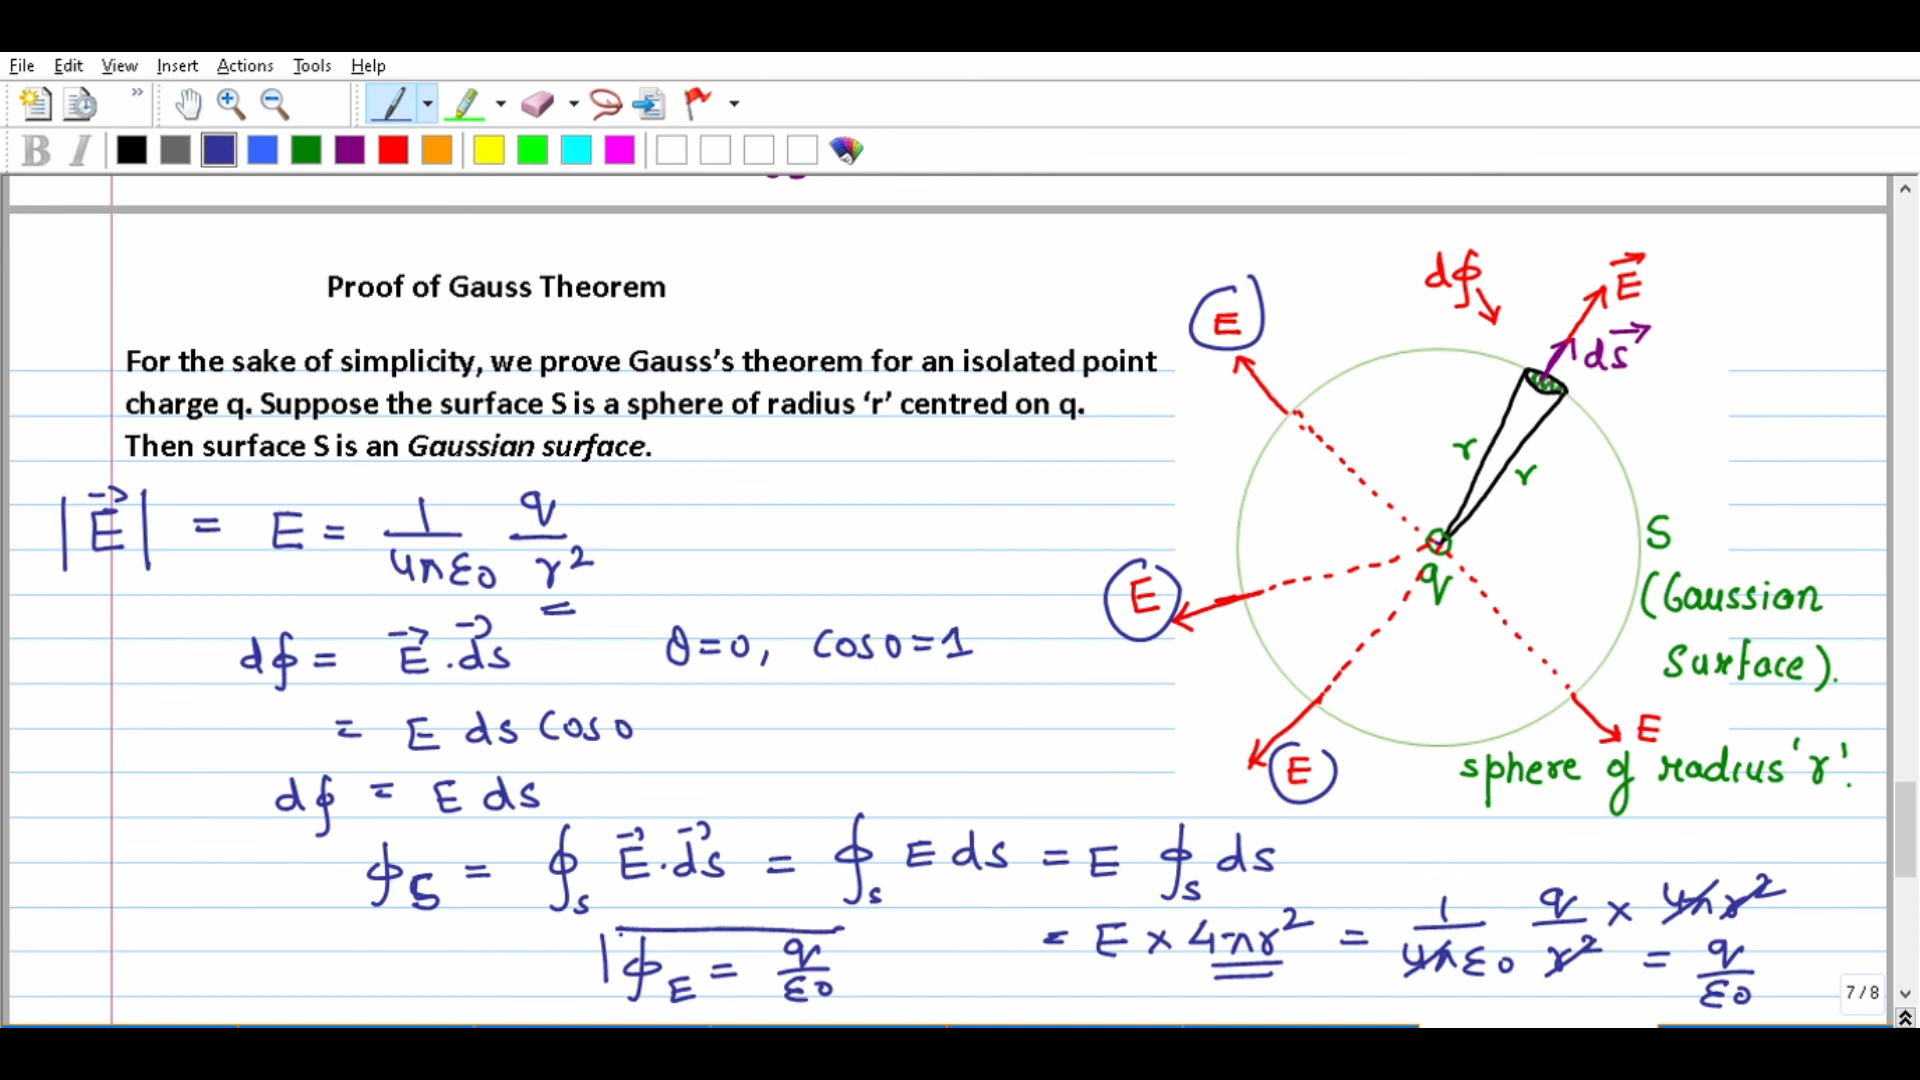 File Edit View Insert Actions Tools Help
B I
Proof of Gauss Theorem
For the sake of simplicity, we prove Gauss's theorem for an isolated point
charge q. Suppose the surface S is a sphere of radius ‘r’ centred on q.
Then surface S is an Gaussian surface.
|E⃗| = E = 1/4πε0 q/r²
dϕ = E⃗ . ds⃗ θ=0, cos0=1
= E ds Cos0
dϕ = E ds
ϕS = ∮s E⃗.ds⃗ = ∮s E ds = E ∮s ds
= E × 4πr² = 1/4πε0 q/r² × 4πr² = q/ε0
ϕE = q/ε0
dϕ
E⃗
ds⃗
E
r
r
q
S
(Gaussian
Surface).
E
E
E
sphere of radius ‘r’.
7 / 8